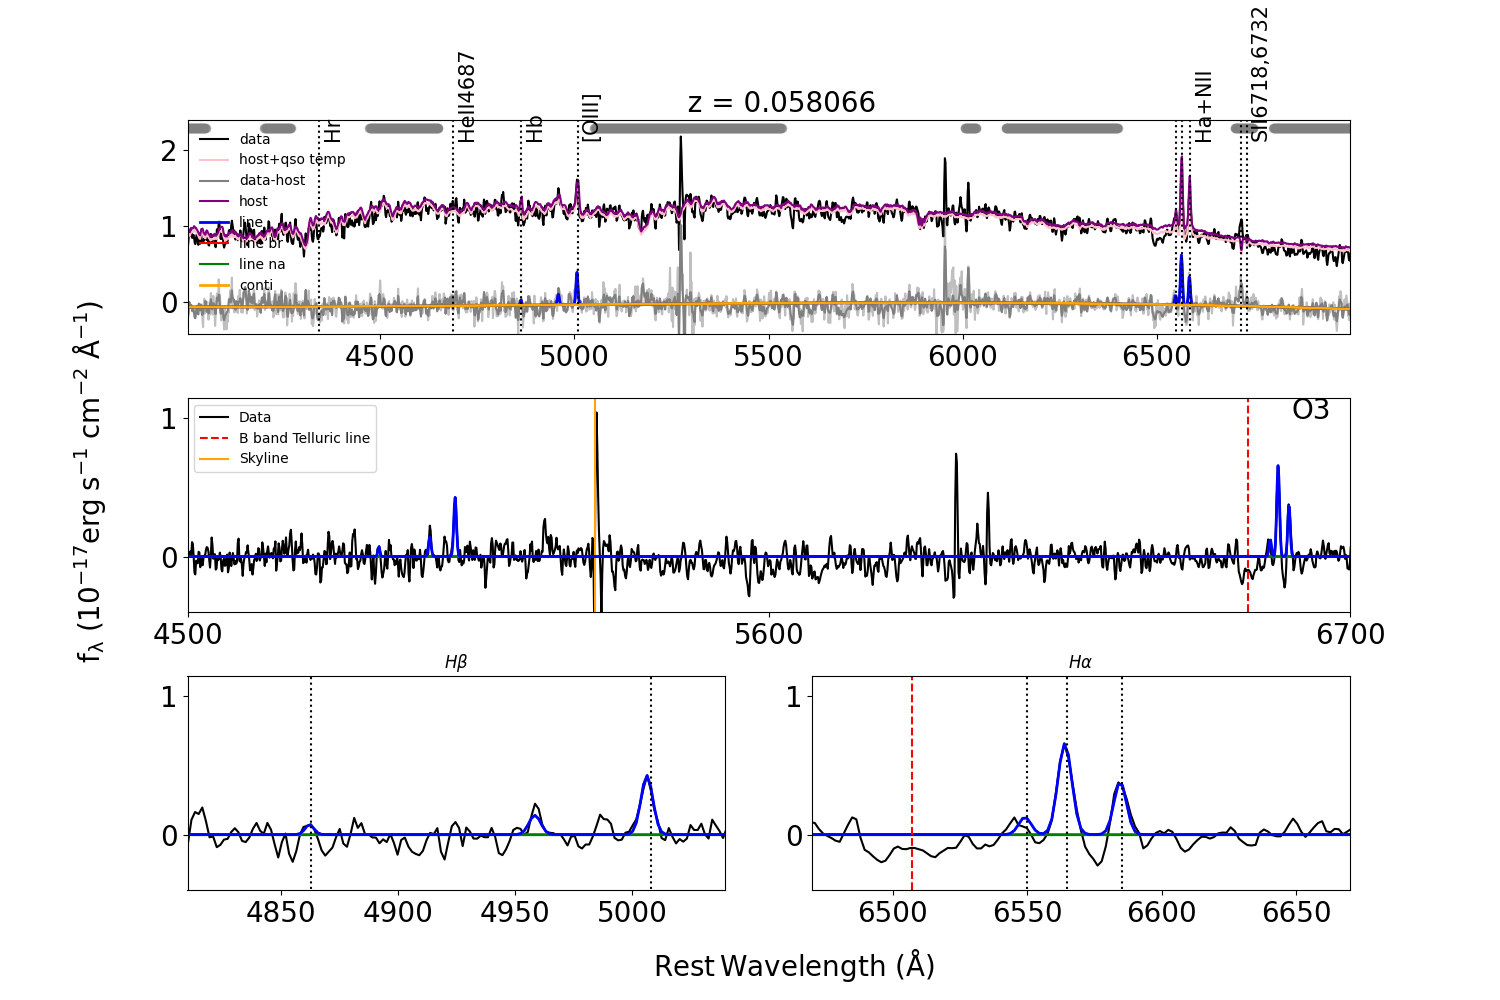 z = 0.058066
Hr
HeII4687
Hb
[OIII]
Ha+NII
SII6718,6732
data
host+qso temp
data-host
host
line
line br
line na
conti
2
1
0
4500 5000 5500 6000 6500
fλ (10⁻¹⁷erg s⁻¹ cm⁻² Å⁻¹)
Data
B band Telluric line
Skyline
O3
1
0
4500 5600 6700
Hβ
1
0
4850 4900 4950 5000
Hα
1
0
6500 6550 6600 6650
Rest Wavelength (Å)